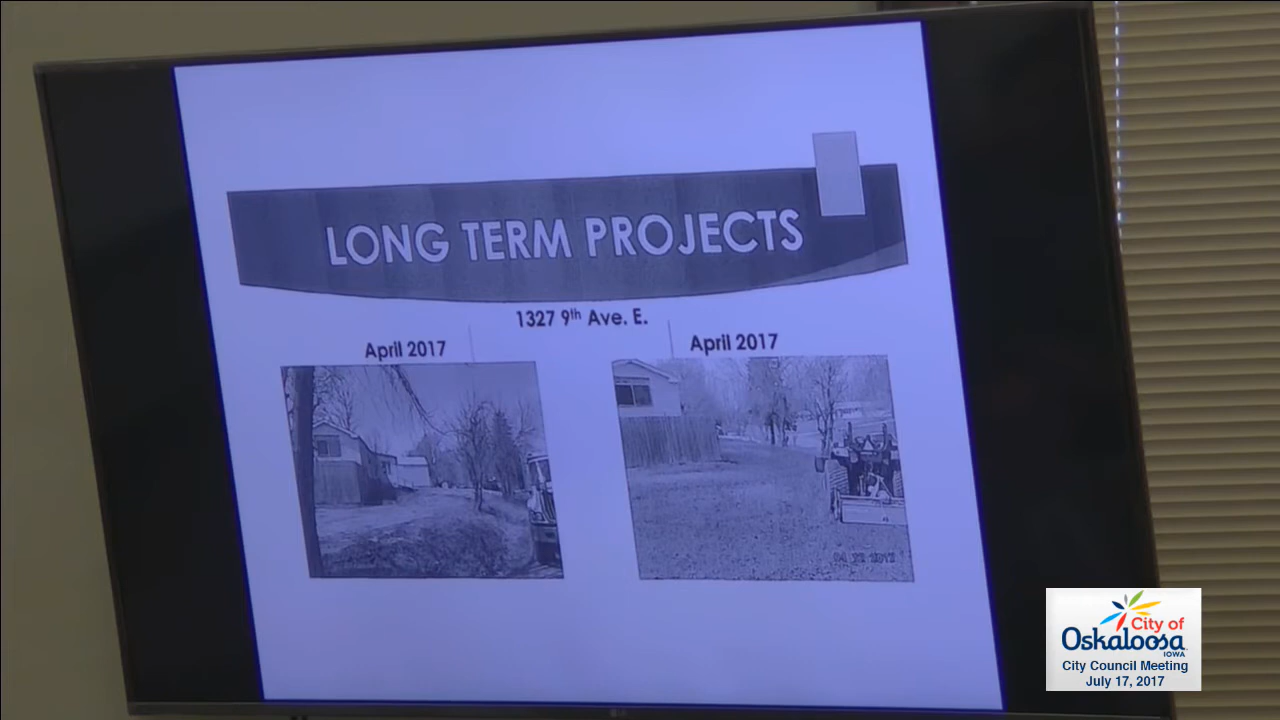 LONG TERM PROJECTS
1327 9th Ave. E.
April 2017
April 2017
City of
Oskaloosa
IOWA
City Council Meeting
July 17, 2017